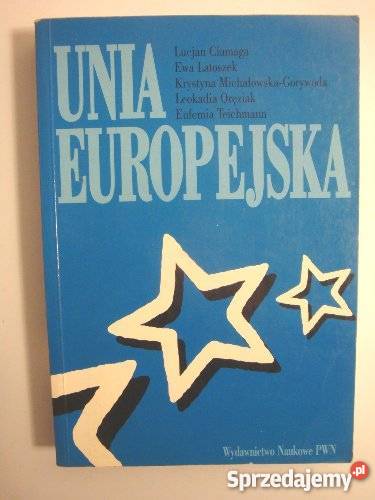 UNIA
EUROPEJSKA
Lucjan Ciamaga
Ewa Latoszek
Krystyna Michałowska-Gorywoda
Leokadia Oręziak
Eufemia Teichmann
Wydawnictwo Naukowe PWN
Sprzedajemy.pl